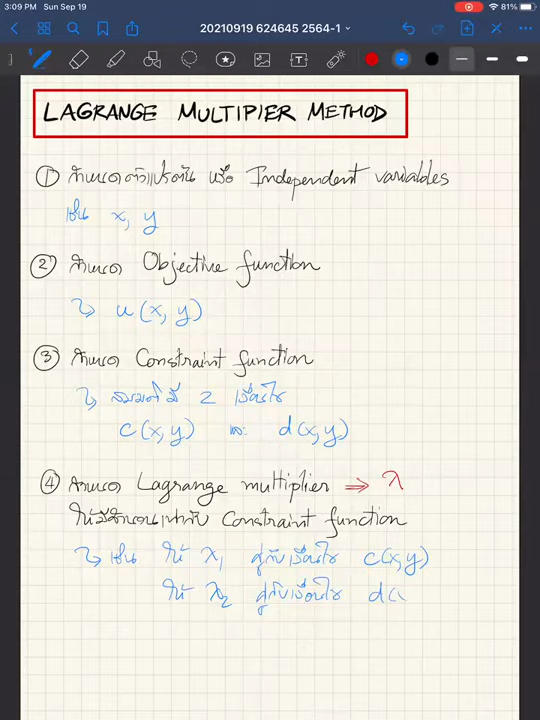 3:09 PM Sun Sep 19 81%
20210919 624645 2564-1
LAGRANGE MULTIPIER METHOD
① กำหนดตัวแปรต้น หรือ Independent variables
เช่น x, y
② กำหนด Objective function
u(x, y)
③ กำหนด Constraint function
สมมติมี 2 เงื่อนไข
c(x, y) และ d(x, y)
④ กำหนด Lagrange multiplier ⇒ λ
ให้มีจำนวนเท่ากับ Constraint function
เช่น ให้ λ₁ คู่กับเงื่อนไข c(x, y)
ให้ λ₂ คู่กับเงื่อนไข d(